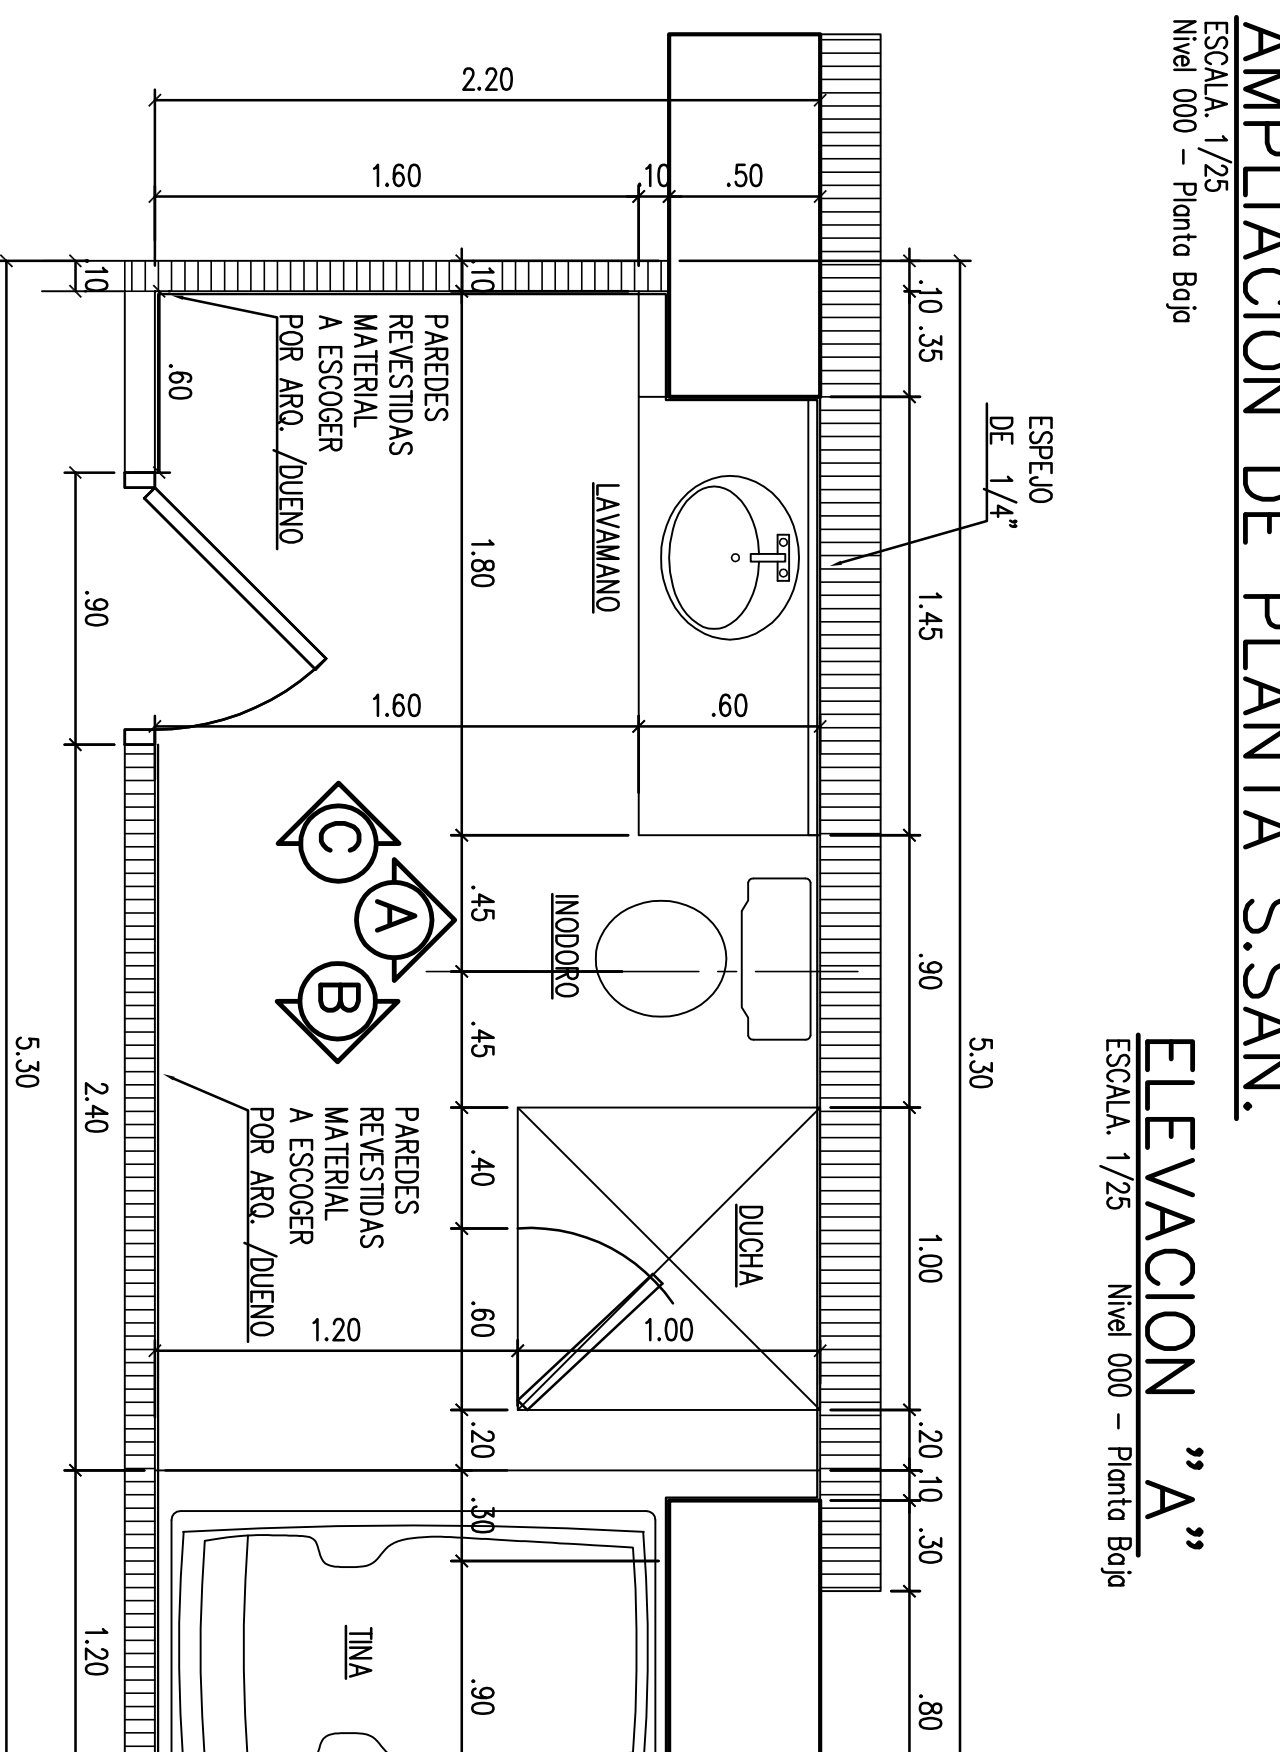 AMPLIACION DE PLANTA S.SAN.
ESCALA. 1/25
Nivel 000 - Planta Baja
ELEVACION "A"
ESCALA. 1/25 Nivel 000 - Planta Baja
ESPEJO
DE 1/4"
5.30
.10 .35 1.45 .90 1.00 .20 .10 .30 .80
2.20
1.60 .10 .50
DUCHA
LAVAMANO
INODORO
1.60 .60
1.20 1.00
.10 1.80 .45 .45 .40 .60 .20 .30 .90
PAREDES
REVESTIDAS
MATERIAL
A ESCOGER
POR ARQ. /DUENO
C
A
B
PAREDES
REVESTIDAS
MATERIAL
A ESCOGER
POR ARQ. /DUENO
TINA
.60
.10 .90 2.40 1.20
5.30